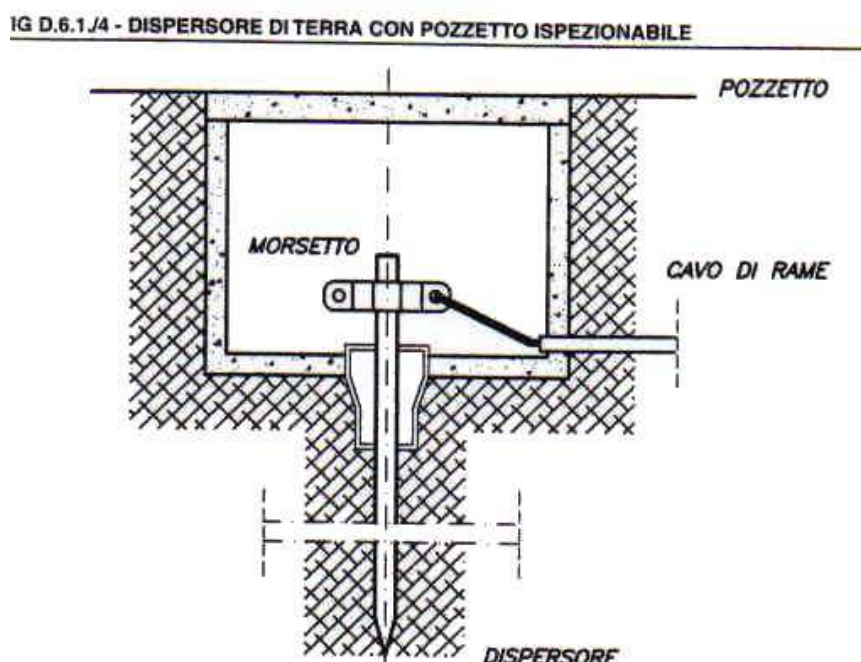 IG D.6.1./4 - DISPERSORE DI TERRA CON POZZETTO ISPEZIONABILE
POZZETTO
MORSETTO
CAVO DI RAME
DISPERSORE